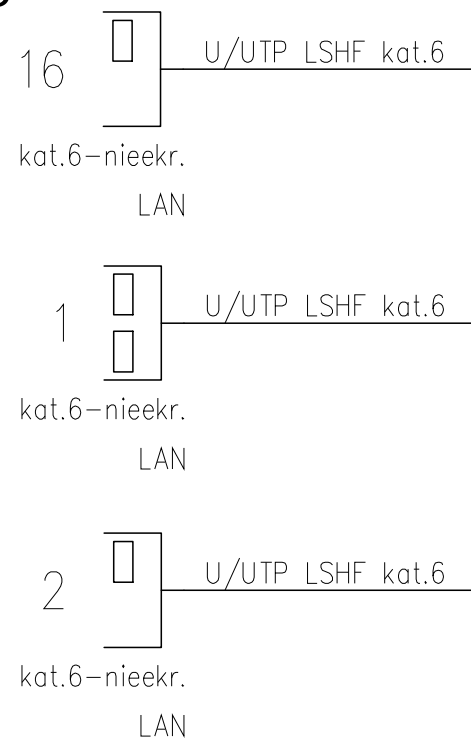 U/UTP LSHF kat.6
16
kat.6-nieekr.
LAN
U/UTP LSHF kat.6
1
kat.6-nieekr.
LAN
U/UTP LSHF kat.6
2
kat.6-nieekr.
LAN